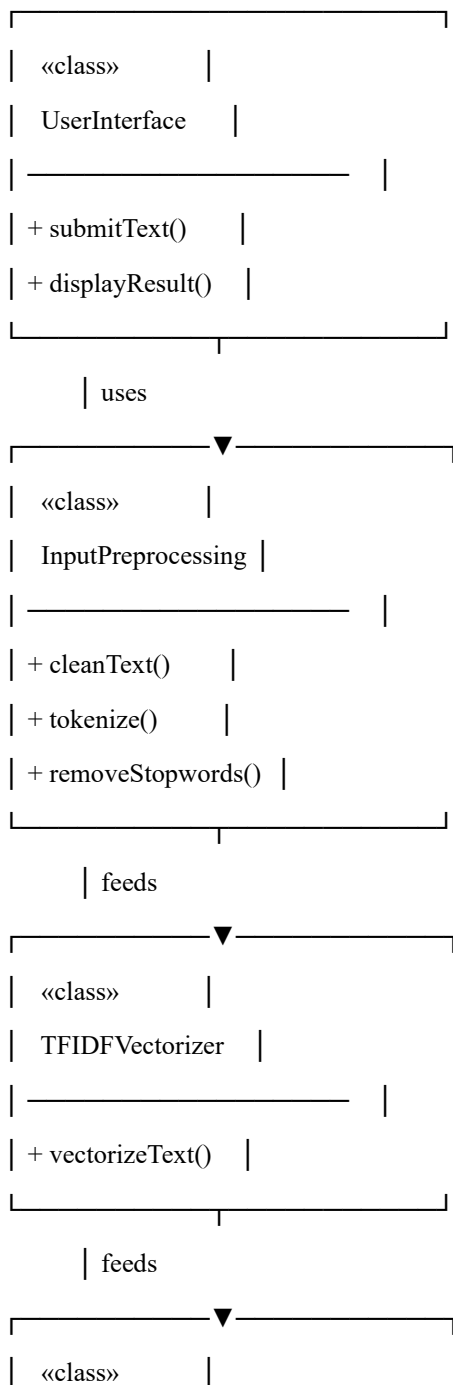 «class»
UserInterface
+ submitText()
+ displayResult()
uses
▼
«class»
InputPreprocessing
+ cleanText()
+ tokenize()
+ removeStopwords()
feeds
▼
«class»
TFIDFVectorizer
+ vectorizeText()
feeds
▼
«class»